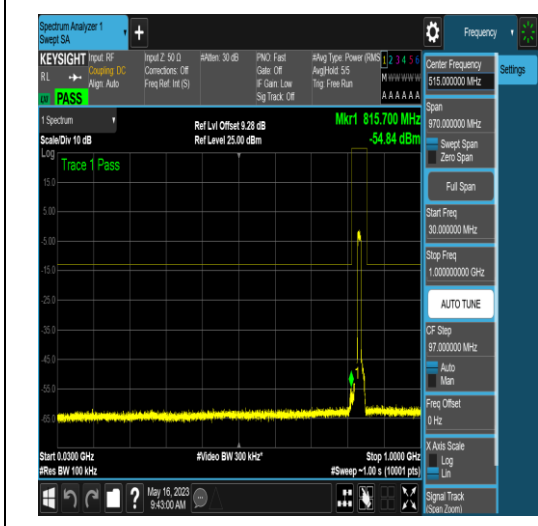 Spectrum Analyzer 1
Swept SA
Frequency
KEYSIGHT
RL
Input: RF
Coupling: DC
Align: Auto
Input Z: 50 Ω
Corrections: Off
Freq Ref: Int (S)
#Atten: 30 dB
PNO: Fast
Gate: Off
IF Gain: Low
Sig Track: Off
#Avg Type: Power (RMS
Avg|Hold: 5/5
Trig: Free Run
1 2 3 4 5 6
M W W W W W
A A A A A A
PASS
1 Spectrum
Scale/Div 10 dB
Ref Lvl Offset 9.28 dB
Ref Level 25.00 dBm
Mkr1 815.700 MHz
-54.84 dBm
Log
Trace 1 Pass
15.0
5.00
-5.00
-15.0
-25.0
-35.0
-45.0
-55.0
-65.0
1
Start 0.0300 GHz
#Res BW 100 kHz
#Video BW 300 kHz*
Stop 1.0000 GHz
#Sweep ~1.00 s (10001 pts)
?
May 16, 2023
9:43:00 AM
Center Frequency
515.000000 MHz
Settings
Span
970.000000 MHz
Swept Span
Zero Span
Full Span
Start Freq
30.000000 MHz
Stop Freq
1.000000000 GHz
AUTO TUNE
CF Step
97.000000 MHz
Auto
Man
Freq Offset
0 Hz
X Axis Scale
Log
Lin
Signal Track
(Span Zoom)